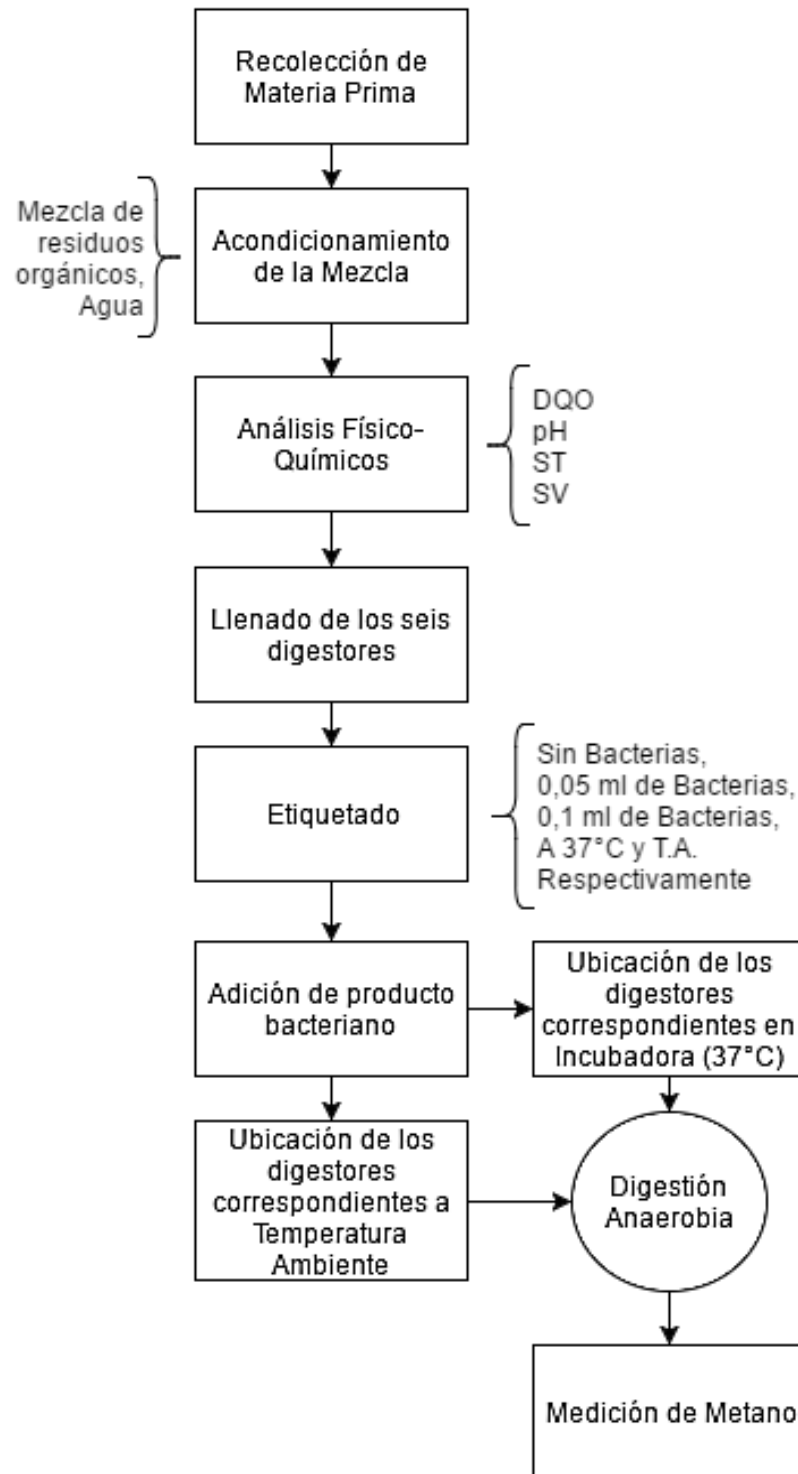 Recolección de
Materia Prima
Mezcla de
residuos
orgánicos,
Agua
Acondicionamiento
de la Mezcla
Análisis Físico-
Químicos
DQO
pH
ST
SV
Llenado de los seis
digestores
Etiquetado
Sin Bacterias,
0,05 ml de Bacterias,
0,1 ml de Bacterias,
A 37°C y T.A.
Respectivamente
Adición de producto
bacteriano
Ubicación de los
digestores
correspondientes en
Incubadora (37°C)
Ubicación de los
digestores
correspondientes a
Temperatura
Ambiente
Digestión
Anaerobia
Medición de Metano